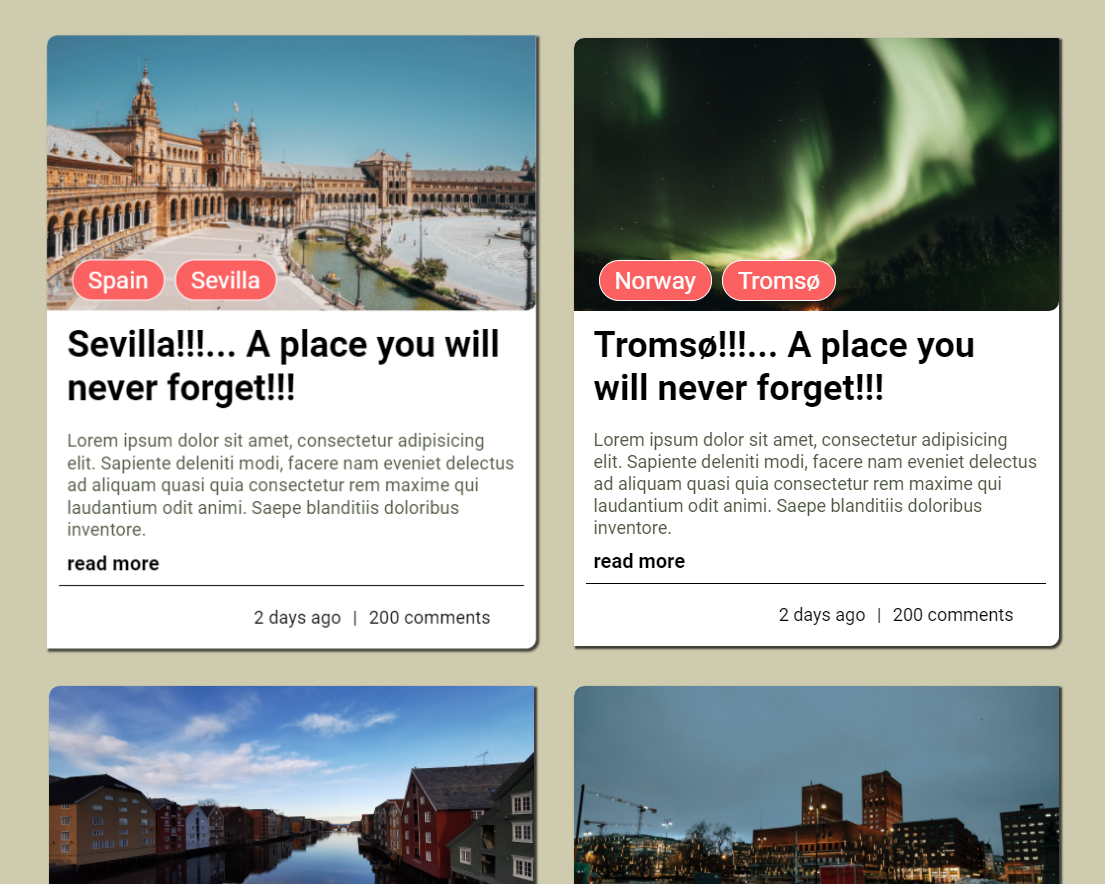 Spain Sevilla
Sevilla!!!... A place you will
never forget!!!
Lorem ipsum dolor sit amet, consectetur adipisicing
elit. Sapiente deleniti modi, facere nam eveniet delectus
ad aliquam quasi quia consectetur rem maxime qui
laudantium odit animi. Saepe blanditiis doloribus
inventore.
read more
2 days ago | 200 comments
Norway Tromsø
Tromsø!!!... A place you
will never forget!!!
Lorem ipsum dolor sit amet, consectetur adipisicing
elit. Sapiente deleniti modi, facere nam eveniet delectus
ad aliquam quasi quia consectetur rem maxime qui
laudantium odit animi. Saepe blanditiis doloribus
inventore.
read more
2 days ago | 200 comments